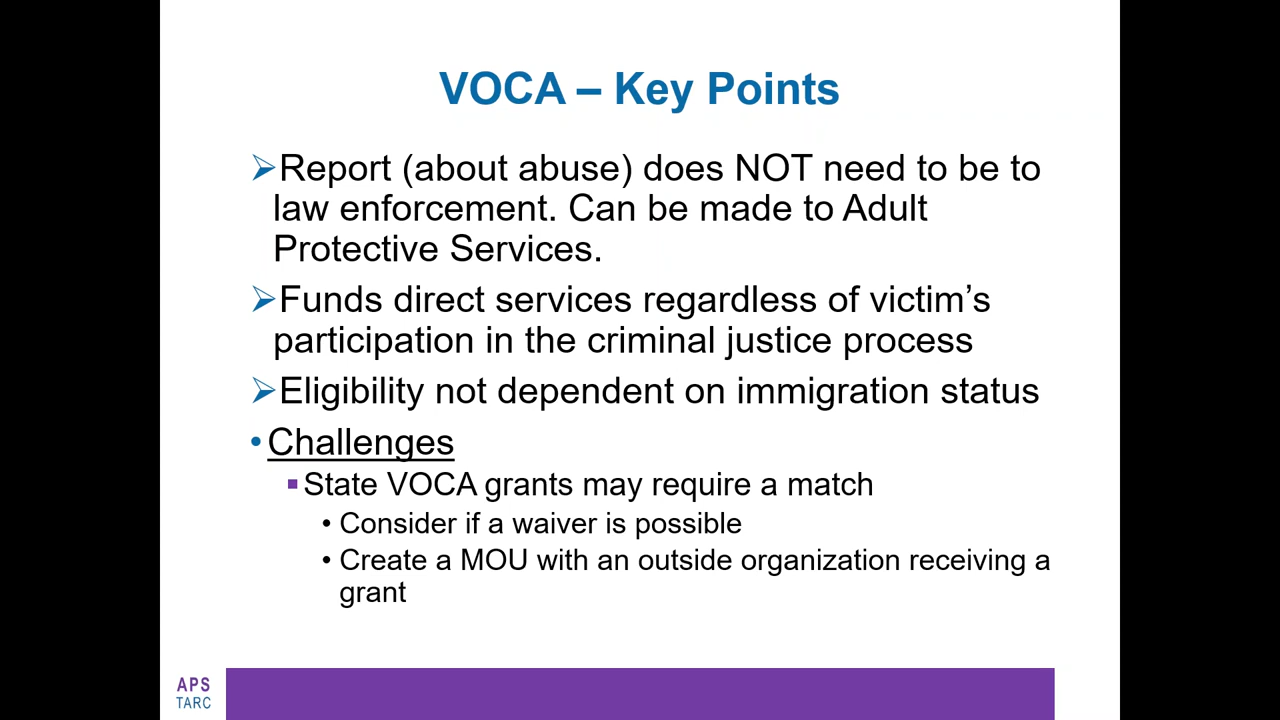 VOCA – Key Points
Report (about abuse) does NOT need to be to
law enforcement. Can be made to Adult
Protective Services.
Funds direct services regardless of victim’s
participation in the criminal justice process
Eligibility not dependent on immigration status
• Challenges
▪ State VOCA grants may require a match
• Consider if a waiver is possible
• Create a MOU with an outside organization receiving a
grant
APS
TARC